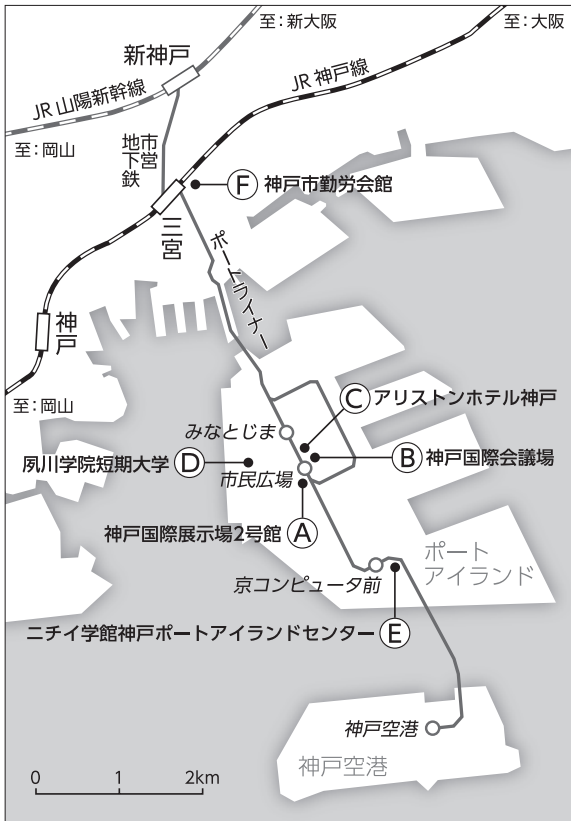 至：新大阪
至：大阪
新神戸
JR神戸線
JR山陽新幹線
至：岡山
市営
地下鉄
Ⓕ 神戸市勤労会館
三宮
ポートライナー
神戸
至：岡山
Ⓒ アリストンホテル神戸
みなとじま
夙川学院短期大学 Ⓓ
市民広場
Ⓑ 神戸国際会議場
神戸国際展示場2号館 Ⓐ
ポート
アイランド
京コンピュータ前
ニチイ学館神戸ポートアイランドセンター Ⓔ
神戸空港
神戸空港
0 1 2km